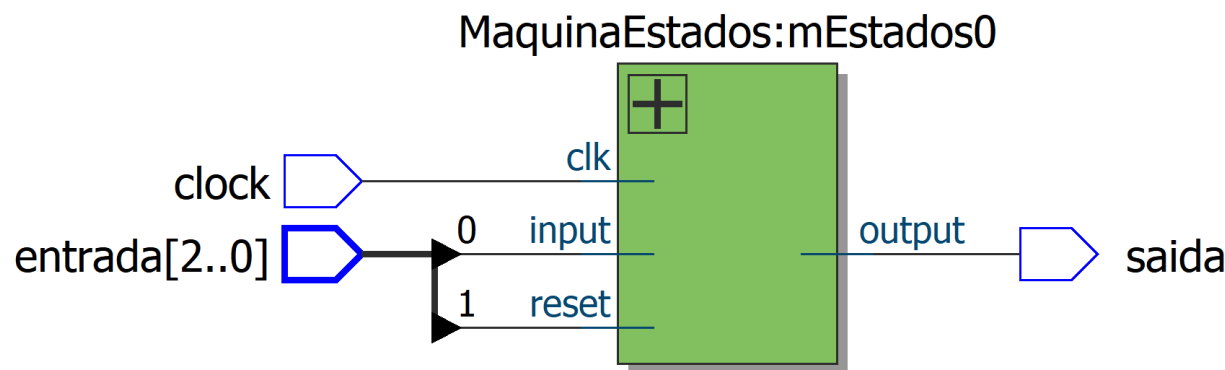 MaquinaEstados:mEstados0
clk
clock
0 input
output
entrada[2..0]
saida
1 reset